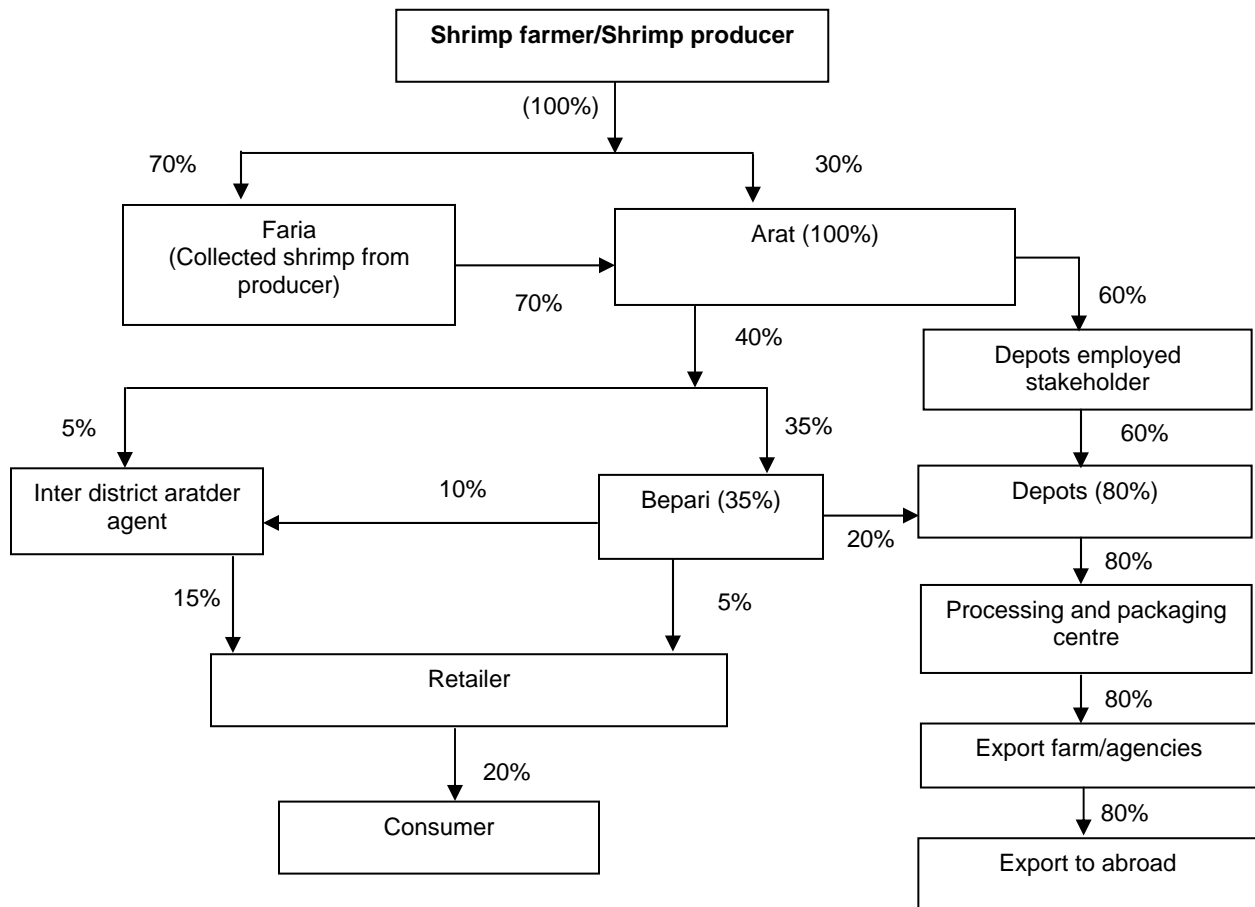 Shrimp farmer/Shrimp producer
(100%)
70%
30%
Faria
(Collected shrimp from
producer)
Arat (100%)
70%
60%
40%
Depots employed
stakeholder
5%
35%
60%
Inter district aratder
agent
10%
Bepari (35%)
20%
Depots (80%)
15%
5%
80%
Processing and packaging
centre
Retailer
80%
Export farm/agencies
20%
80%
Consumer
Export to abroad